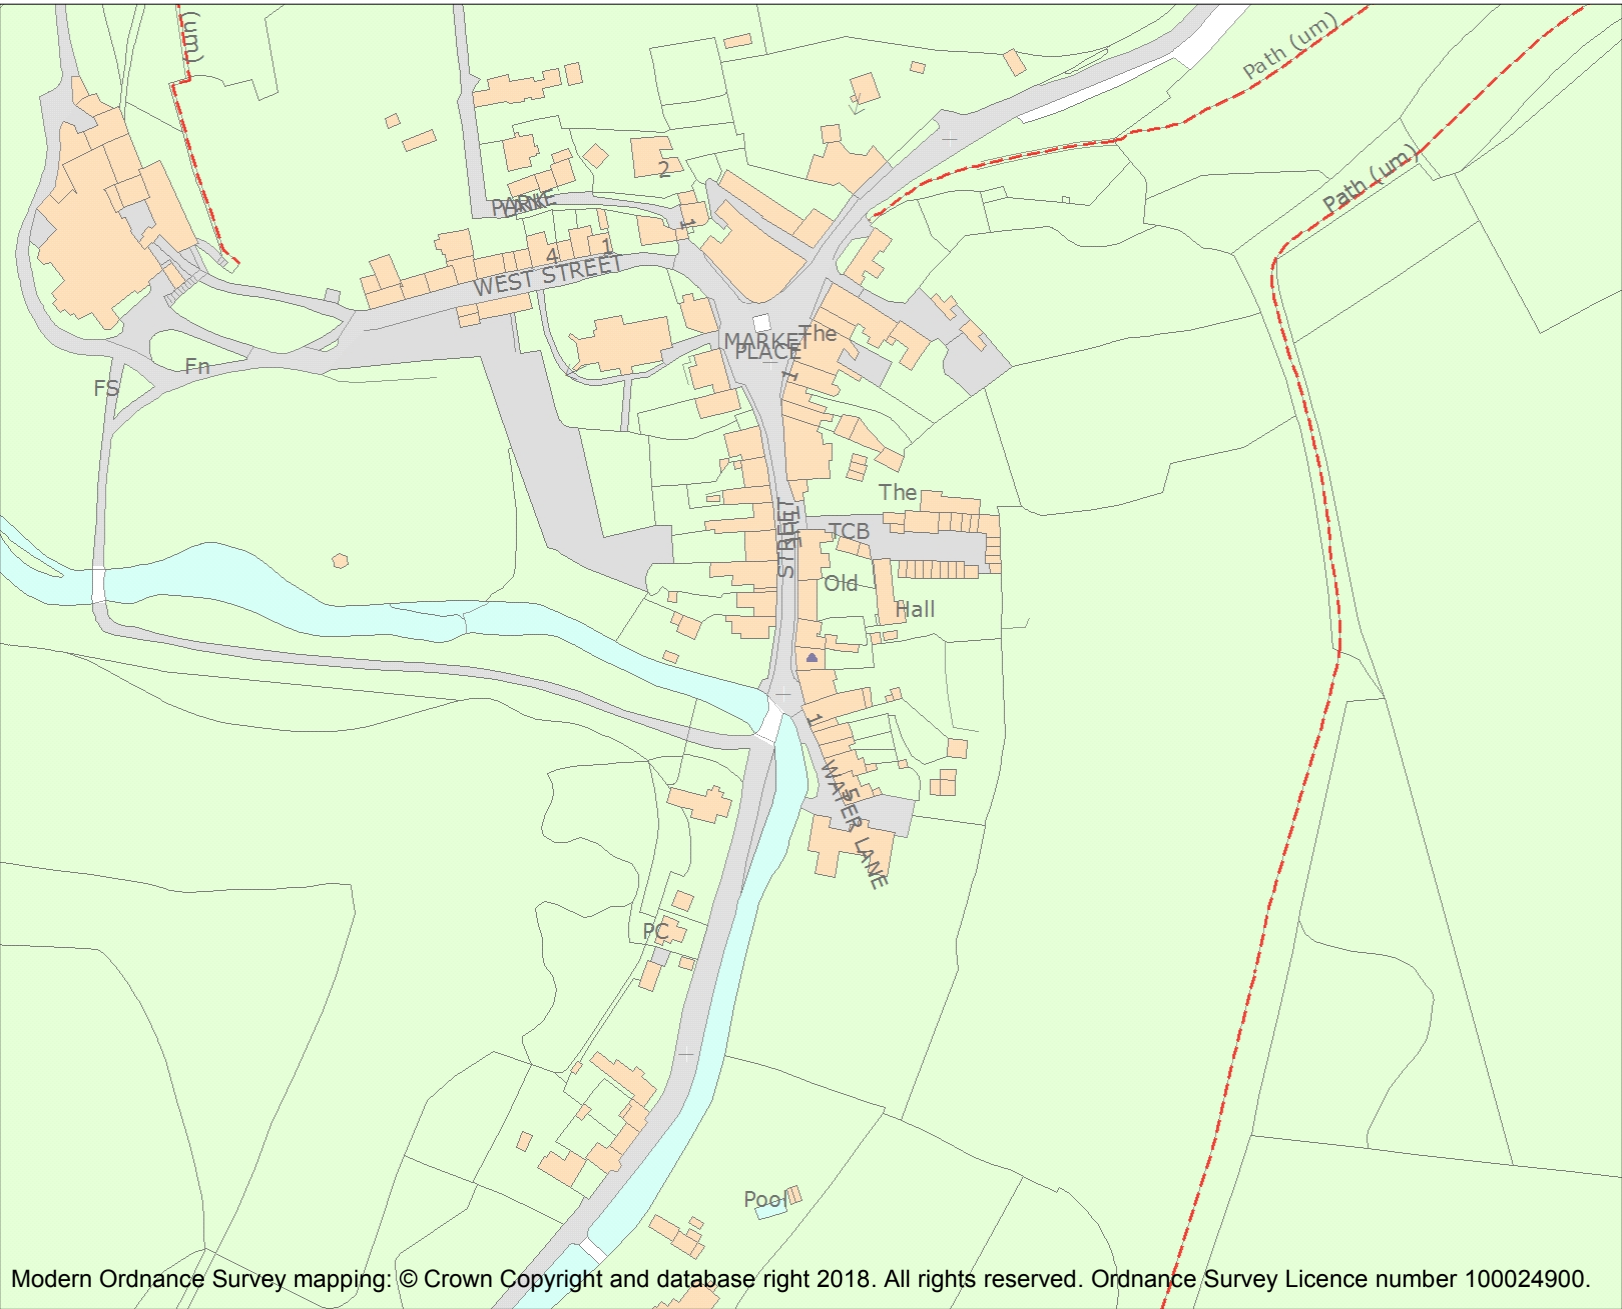 (um)
Path (um)
Path (um)
2
PARK
LANE
1
4
1
WEST STREET
MARKET
PLACE
The
1
Fn
FS
The
THE
STREET
TCB
Old
Hall
1
5
WATER LANE
PC
Pool
Modern Ordnance Survey mapping: © Crown Copyright and database right 2018. All rights reserved. Ordnance Survey Licence number 100024900.